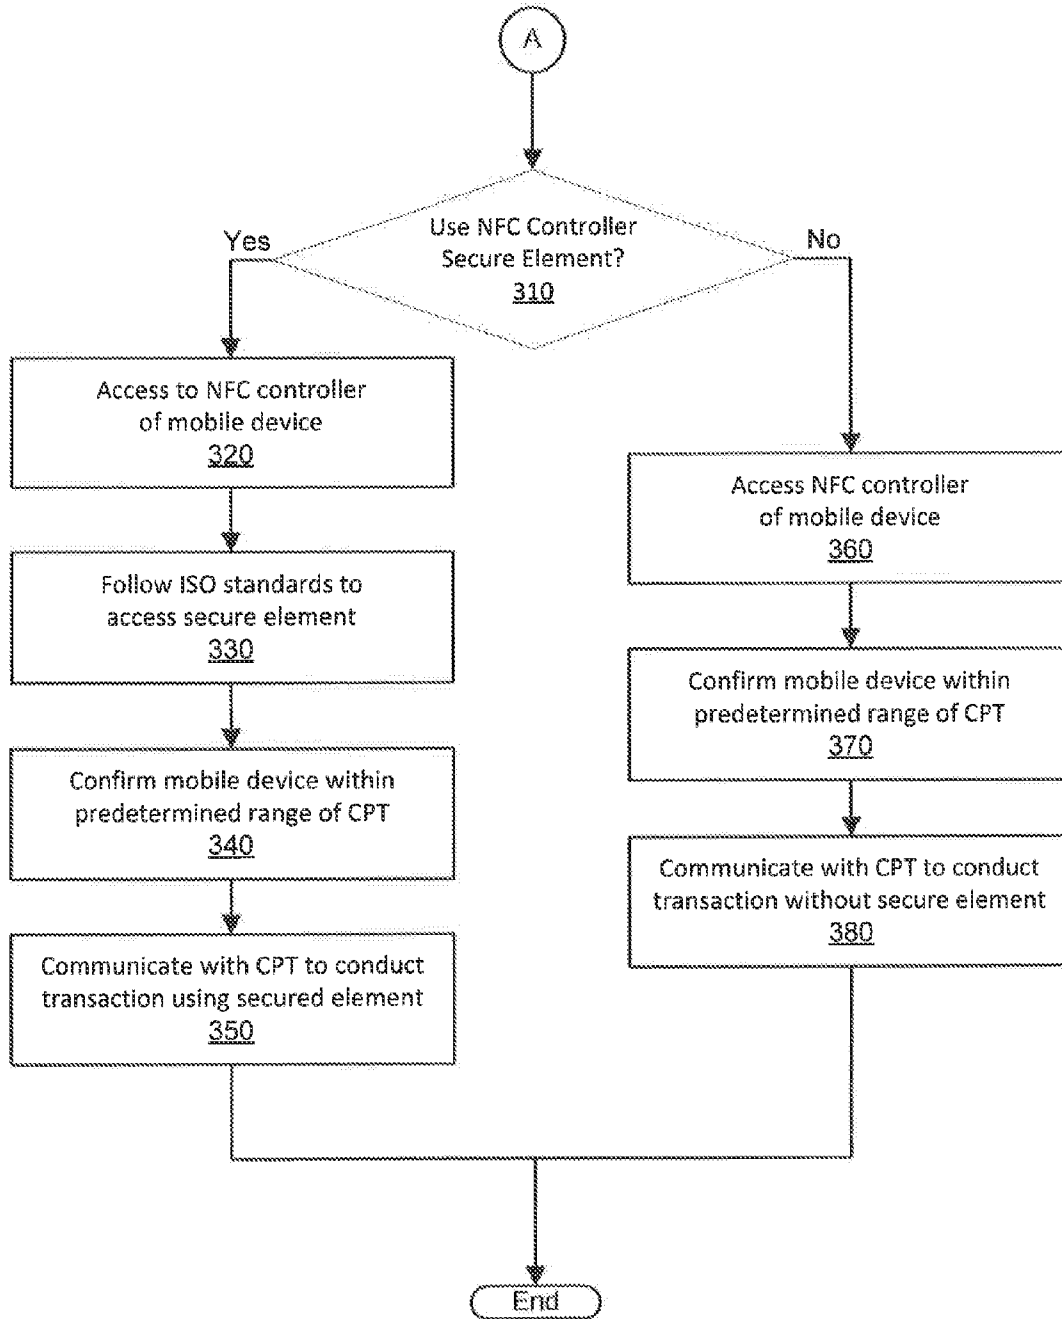 A
Use NFC Controller
Secure Element?
310
Yes
No
Access to NFC controller
of mobile device
320
Follow ISO standards to
access secure element
330
Confirm mobile device within
predetermined range of CPT
340
Communicate with CPT to conduct
transaction using secured element
350
Access NFC controller
of mobile device
360
Confirm mobile device within
predetermined range of CPT
370
Communicate with CPT to conduct
transaction without secure element
380
End